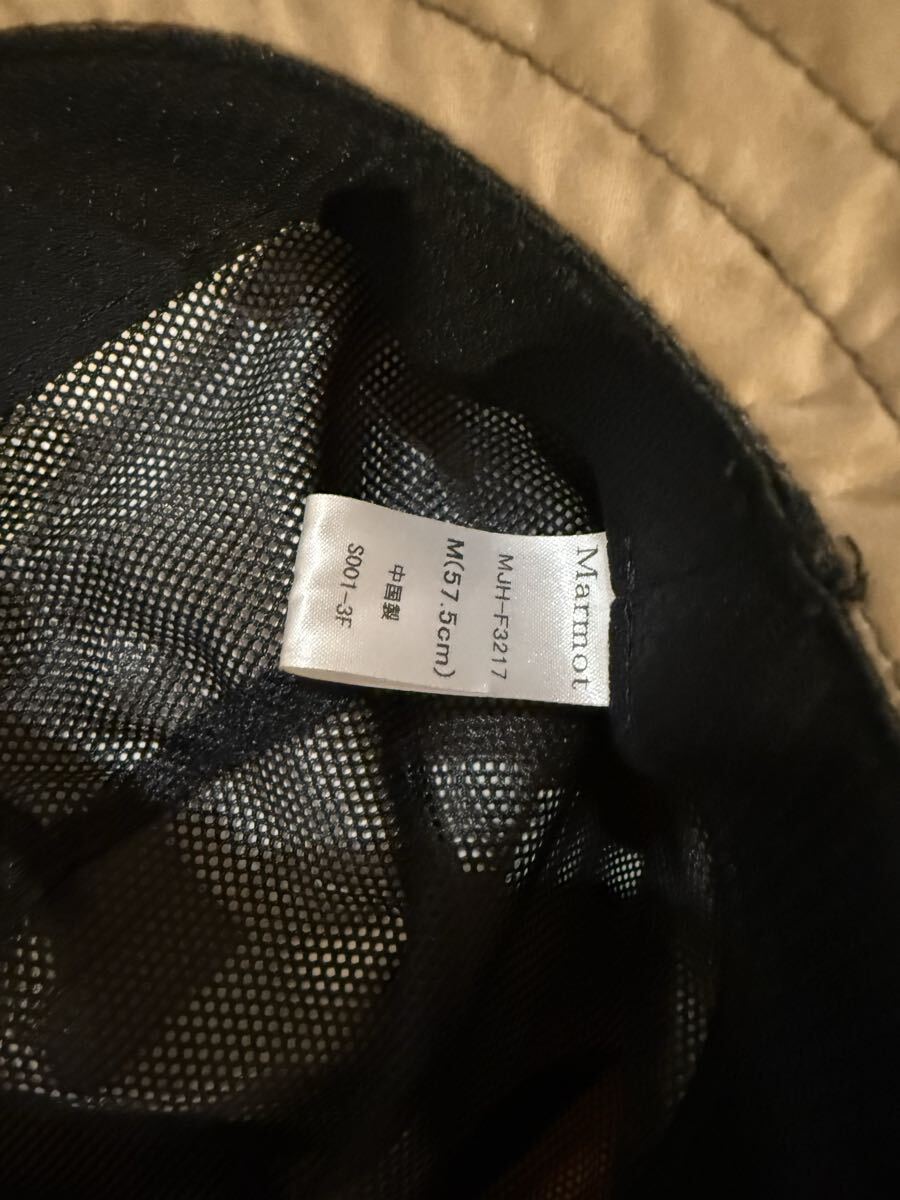 Marmot
MJH-F3217
M(57.5cm)
中国製
S001-3F